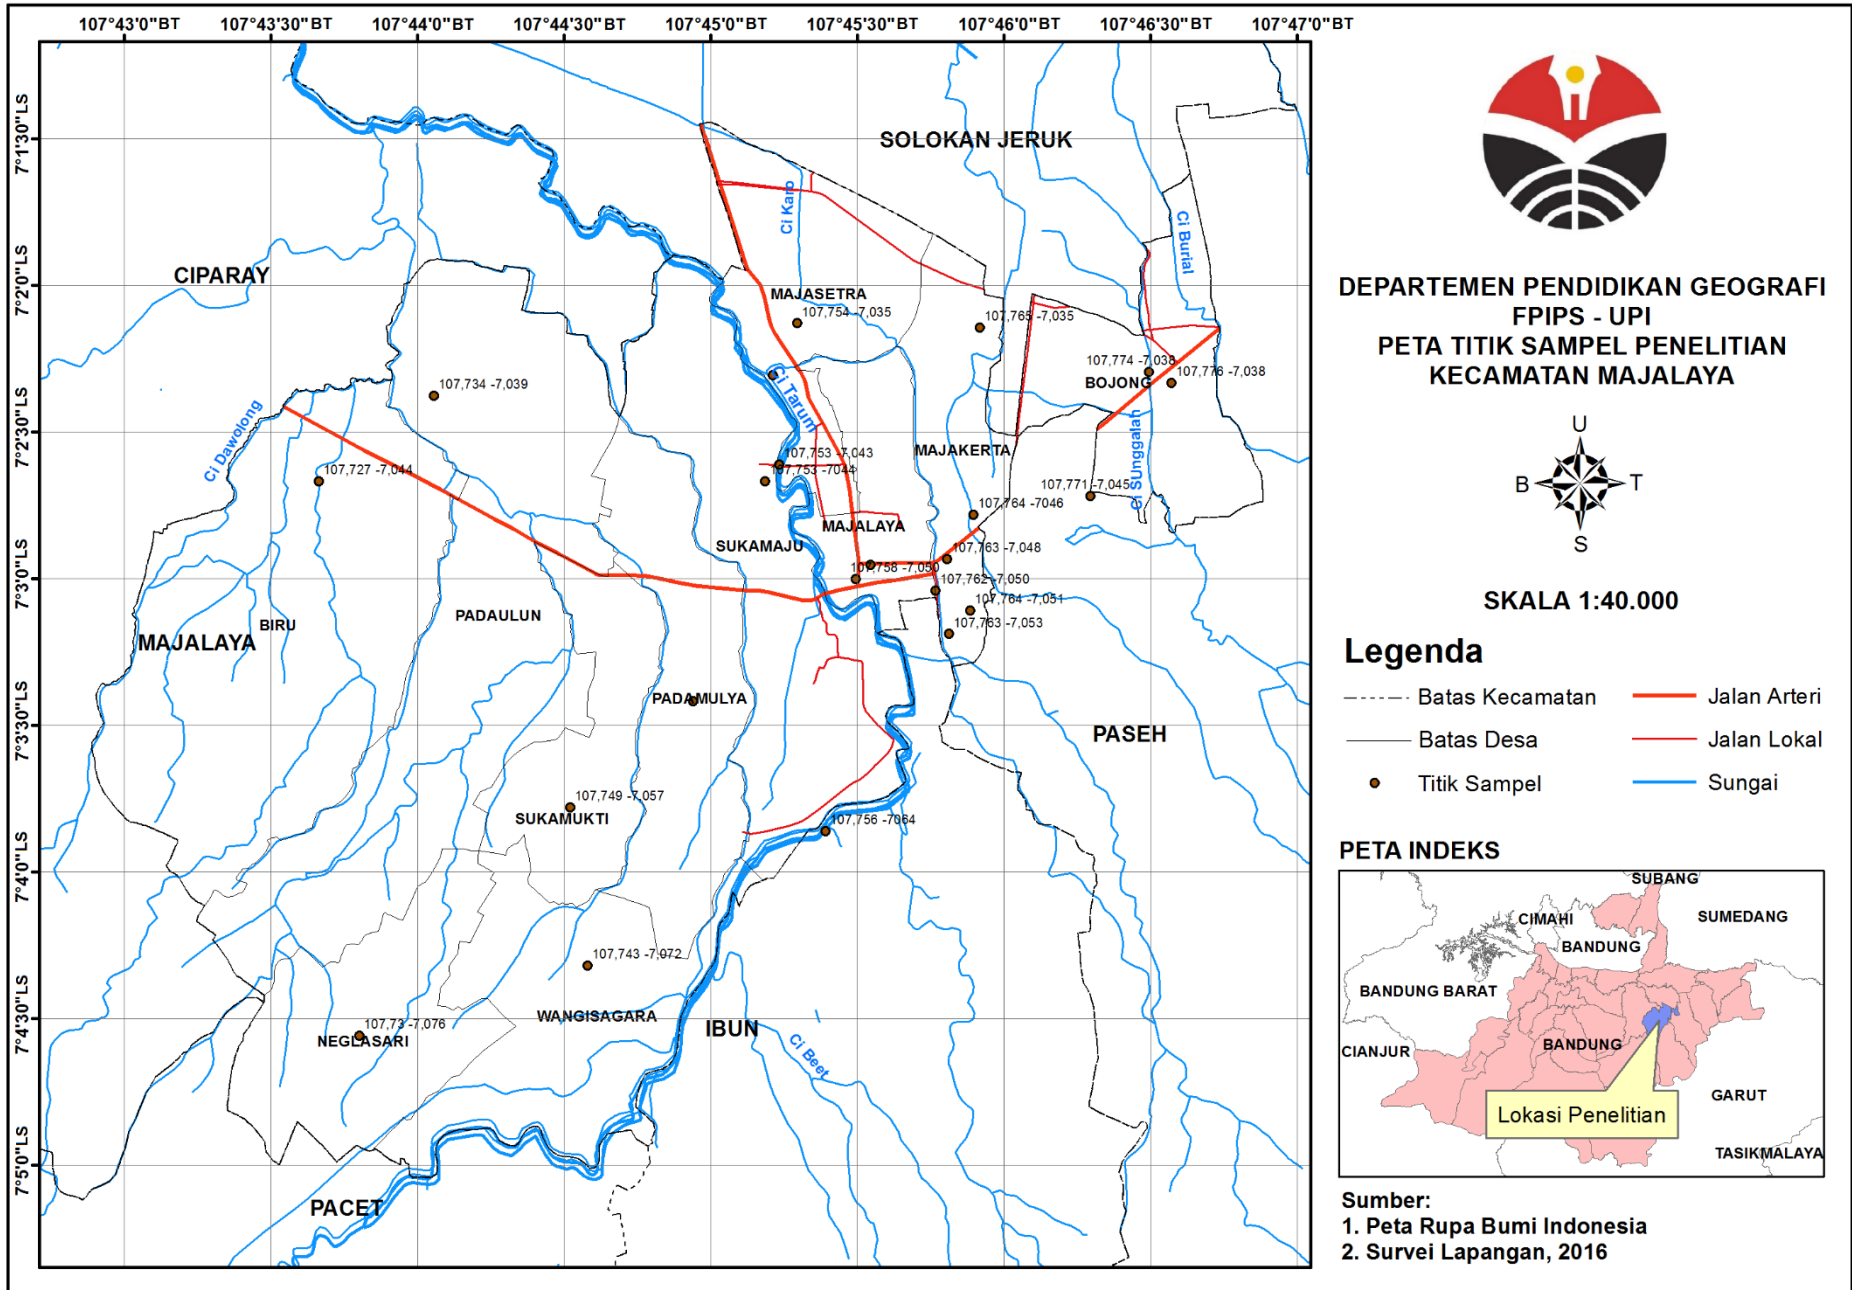 107°43'0"BT 107°43'30"BT 107°44'0"BT 107°44'30"BT 107°45'0"BT 107°45'30"BT 107°46'0"BT 107°46'30"BT 107°47'0"BT
7°1'30"LS
7°2'0"LS
7°2'30"LS
7°3'0"LS
7°3'30"LS
7°4'0"LS
7°4'30"LS
7°5'0"LS
SOLOKAN JERUK
Ci Karo
Ci Burial
CIPARAY
MAJASETRA
107,754 -7,035
107,765 -7,035
107,774 -7,038
107,776 -7,038
BOJONG
Ci Tarum
107,734 -7,039
Ci Dawolong
107,753 -7,043
107,753 -7044
MAJAKERTA
Ci SUnggalah
107,727 -7,044
107,771 -7,045
107,764 -7046
MAJALAYA
SUKAMAJU
107,763 -7,048
107,758 -7,050
107,762 -7,050
107,764 -7,051
107,763 -7,053
PADAULUN
BIRU
MAJALAYA
PADAMULYA
PASEH
107,749 -7,057
SUKAMUKTI
107,756 -7064
107,743 -7,072
WANGISAGARA
IBUN
107,73 -7,076
NEGLASARI
Ci Beet
PACET
DEPARTEMEN PENDIDIKAN GEOGRAFI
FPIPS - UPI
PETA TITIK SAMPEL PENELITIAN
KECAMATAN MAJALAYA
U
B T
S
SKALA 1:40.000
Legenda
Batas Kecamatan
Jalan Arteri
Batas Desa
Jalan Lokal
Titik Sampel
Sungai
PETA INDEKS
SUBANG
CIMAHI
SUMEDANG
BANDUNG
BANDUNG BARAT
BANDUNG
CIANJUR
GARUT
Lokasi Penelitian
TASIKMALAYA
Sumber:
1. Peta Rupa Bumi Indonesia
2. Survei Lapangan, 2016